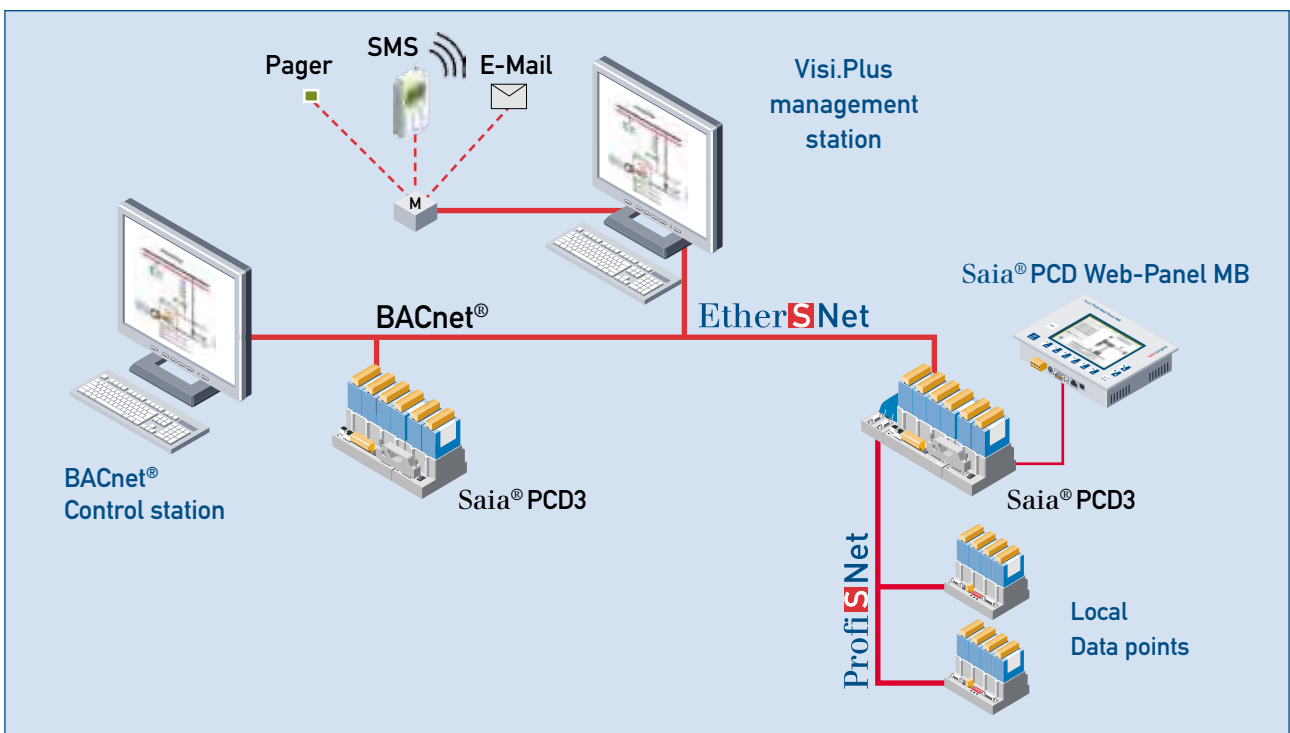 Pager
SMS
E-Mail
Visi.Plus
management
station
M
Saia® PCD Web-Panel MB
BACnet®
EtherSNet
BACnet®
Control station
Saia® PCD3
Saia® PCD3
ProfiSNet
Local
Data points